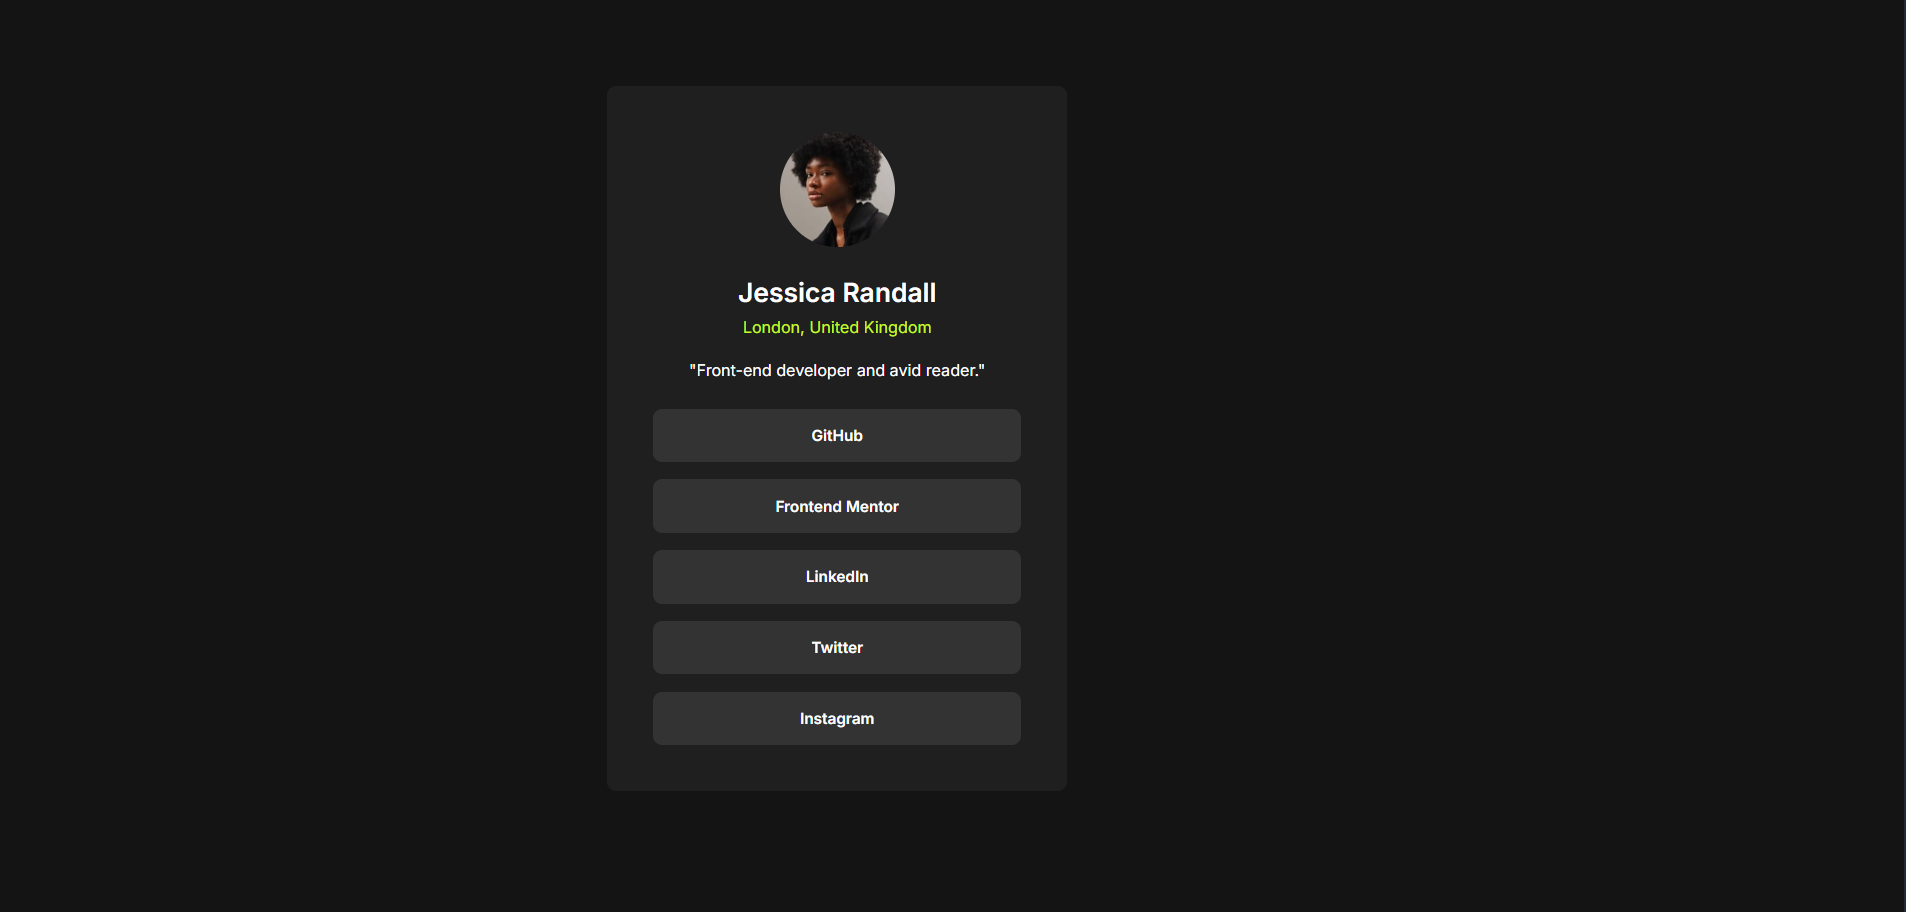 Jessica Randall
London, United Kingdom
"Front-end developer and avid reader."
GitHub
Frontend Mentor
LinkedIn
Twitter
Instagram